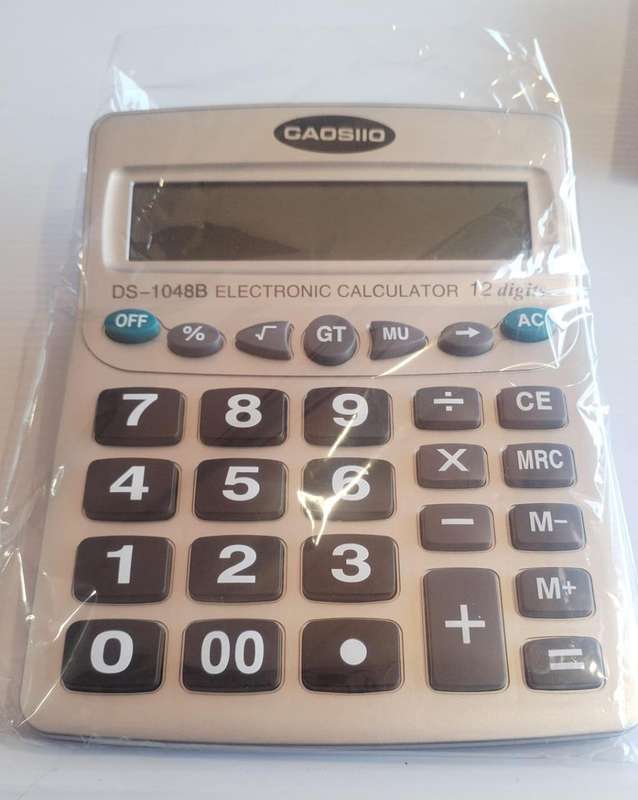 CAOSIIO
DS-1048B ELECTRONIC CALCULATOR 12 digits
OFF % √ GT MU → AC
7 8 9 ÷ CE
4 5 6 X MRC
1 2 3 − M−
0 00 • + M+
=